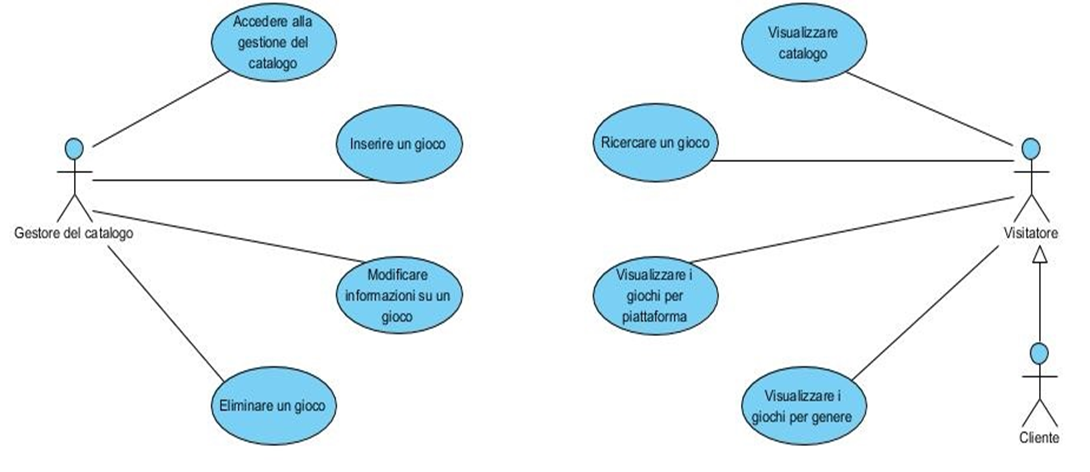 Accedere alla
gestione del
catalogo
Inserire un gioco
Gestore del catalogo
Modificare
informazioni su un
gioco
Eliminare un gioco
Visualizzare
catalogo
Ricercare un gioco
Visitatore
Visualizzare i
giochi per
piattaforma
Visualizzare i
giochi per genere
Cliente